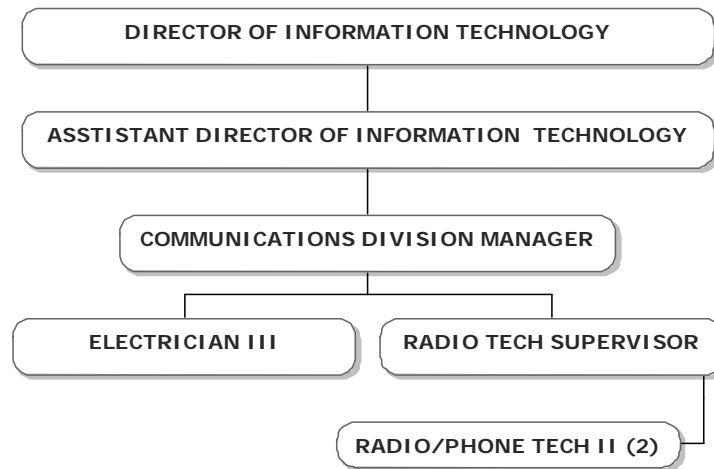 DIRECTOR OF INFORMATION TECHNOLOGY
ASSTISTANT DIRECTOR OF INFORMATION TECHNOLOGY
COMMUNICATIONS DIVISION MANAGER
ELECTRICIAN III
RADIO TECH SUPERVISOR
RADIO/PHONE TECH II (2)